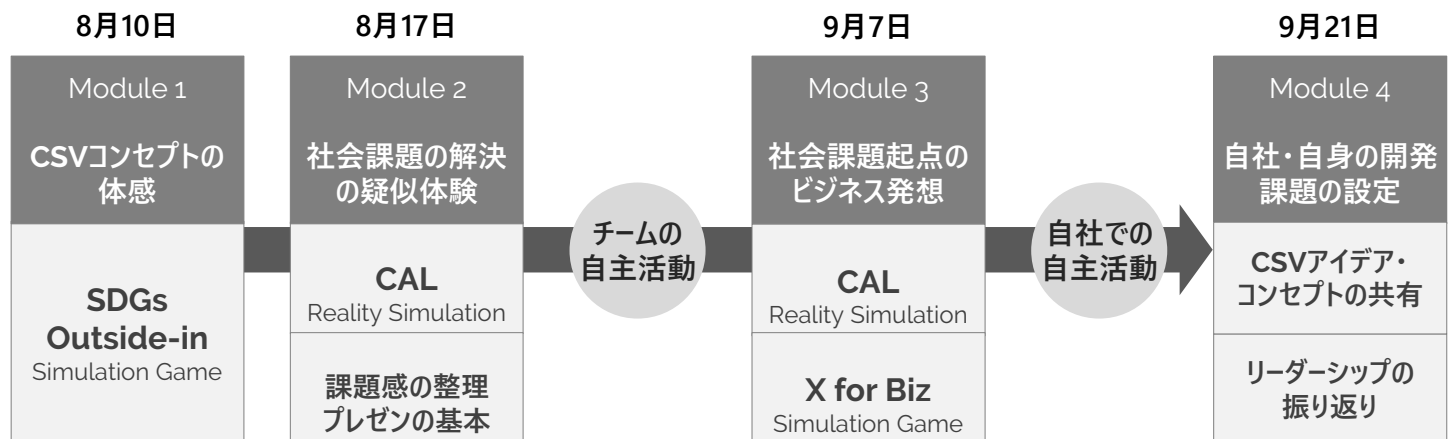 8月10日
Module 1
CSVコンセプトの
体感
SDGs
Outside-in
Simulation Game
8月17日
Module 2
社会課題の解決
の疑似体験
CAL
Reality Simulation
課題感の整理
プレゼンの基本
チームの
自主活動
9月7日
Module 3
社会課題起点の
ビジネス発想
CAL
Reality Simulation
X for Biz
Simulation Game
自社での
自主活動
9月21日
Module 4
自社・自身の開発
課題の設定
CSVアイデア・
コンセプトの共有
リーダーシップの
振り返り